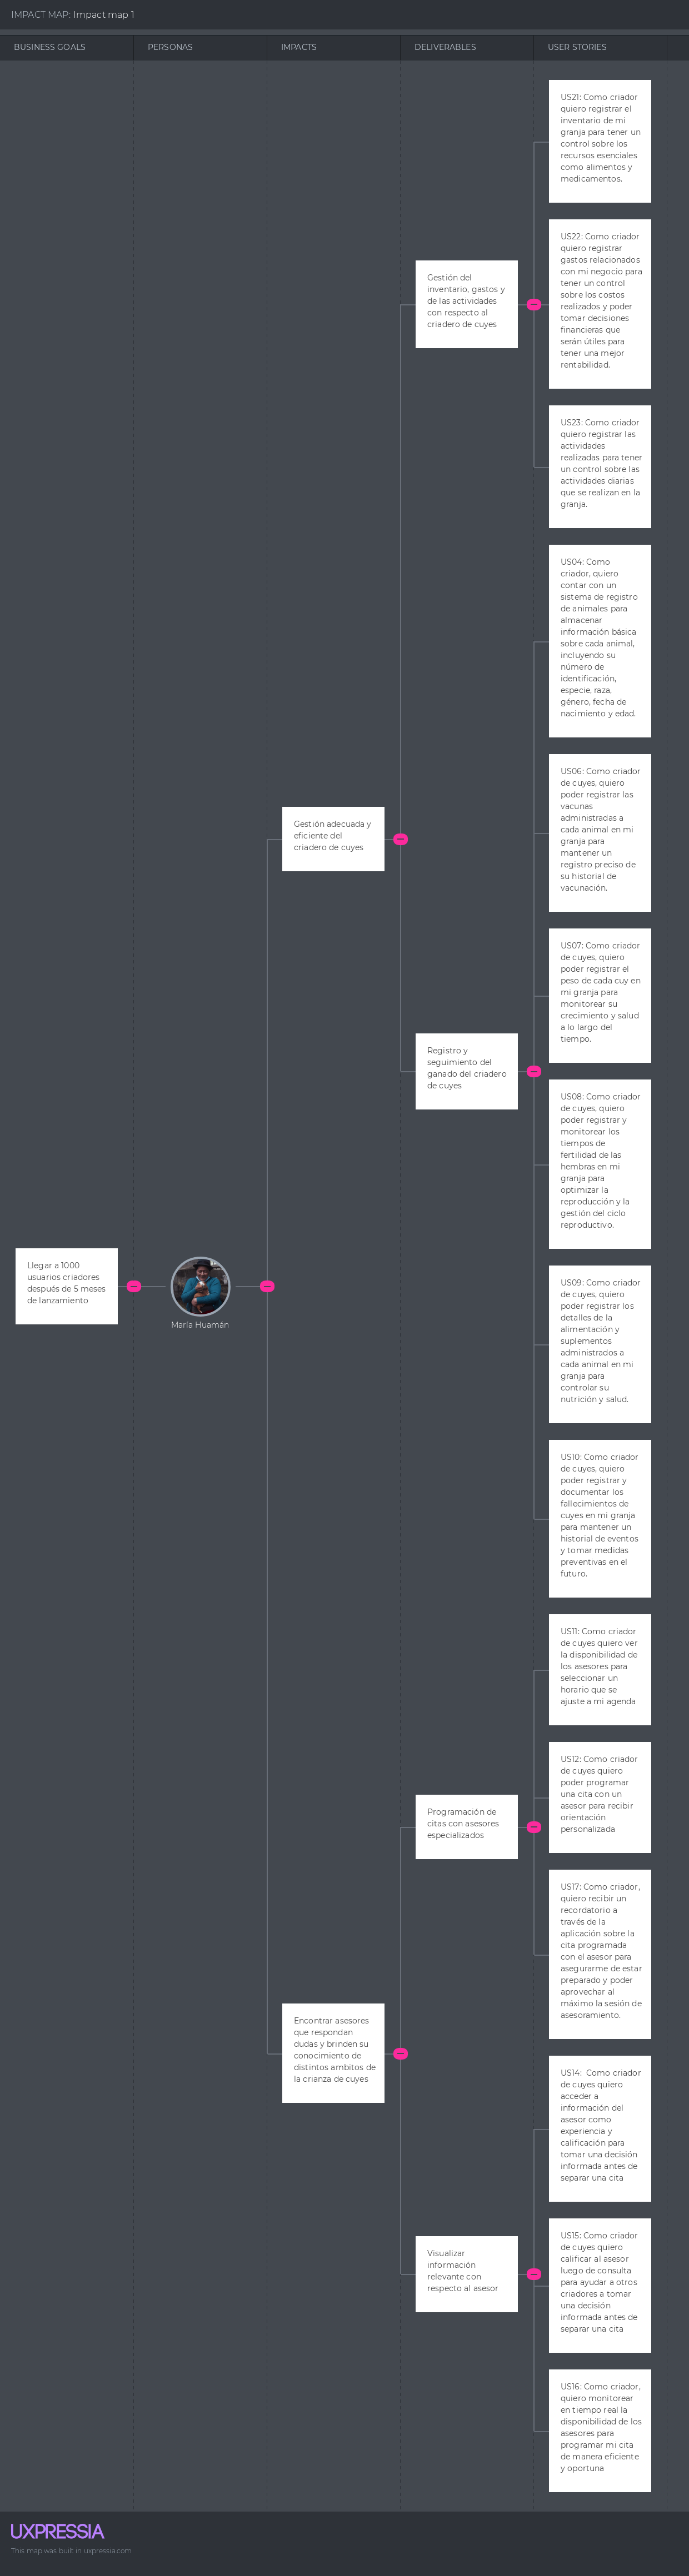 IMPACT MAP: Impact map 1
BUSINESS GOALS
PERSONAS
IMPACTS
DELIVERABLES
USER STORIES
Llegar a 1000
usuarios criadores
después de 5 meses
de lanzamiento
María Huamán
Gestión adecuada y
eficiente del
criadero de cuyes
Gestión del
inventario, gastos y
de las actividades
con respecto al
criadero de cuyes
US21: Como criador
quiero registrar el
inventario de mi
granja para tener un
control sobre los
recursos esenciales
como alimentos y
medicamentos.
US22: Como criador
quiero registrar
gastos relacionados
con mi negocio para
tener un control
sobre los costos
realizados y poder
tomar decisiones
financieras que
serán útiles para
tener una mejor
rentabilidad.
US23: Como criador
quiero registrar las
actividades
realizadas para tener
un control sobre las
actividades diarias
que se realizan en la
granja.
Registro y
seguimiento del
ganado del criadero
de cuyes
US04: Como
criador, quiero
contar con un
sistema de registro
de animales para
almacenar
información básica
sobre cada animal,
incluyendo su
número de
identificación,
especie, raza,
género, fecha de
nacimiento y edad.
US06: Como criador
de cuyes, quiero
poder registrar las
vacunas
administradas a
cada animal en mi
granja para
mantener un
registro preciso de
su historial de
vacunación.
US07: Como criador
de cuyes, quiero
poder registrar el
peso de cada cuy en
mi granja para
monitorear su
crecimiento y salud
a lo largo del
tiempo.
US08: Como criador
de cuyes, quiero
poder registrar y
monitorear los
tiempos de
fertilidad de las
hembras en mi
granja para
optimizar la
reproducción y la
gestión del ciclo
reproductivo.
US09: Como criador
de cuyes, quiero
poder registrar los
detalles de la
alimentación y
suplementos
administrados a
cada animal en mi
granja para
controlar su
nutrición y salud.
US10: Como criador
de cuyes, quiero
poder registrar y
documentar los
fallecimientos de
cuyes en mi granja
para mantener un
historial de eventos
y tomar medidas
preventivas en el
futuro.
Encontrar asesores
que respondan
dudas y brinden su
conocimiento de
distintos ambitos de
la crianza de cuyes
Programación de
citas con asesores
especializados
US11: Como criador
de cuyes quiero ver
la disponibilidad de
los asesores para
seleccionar un
horario que se
ajuste a mi agenda
US12: Como criador
de cuyes quiero
poder programar
una cita con un
asesor para recibir
orientación
personalizada
US17: Como criador,
quiero recibir un
recordatorio a
través de la
aplicación sobre la
cita programada
con el asesor para
asegurarme de estar
preparado y poder
aprovechar al
máximo la sesión de
asesoramiento.
Visualizar
información
relevante con
respecto al asesor
US14: Como criador
de cuyes quiero
acceder a
información del
asesor como
experiencia y
calificación para
tomar una decisión
informada antes de
separar una cita
US15: Como criador
de cuyes quiero
calificar al asesor
luego de consulta
para ayudar a otros
criadores a tomar
una decisión
informada antes de
separar una cita
US16: Como criador,
quiero monitorear
en tiempo real la
disponibilidad de los
asesores para
programar mi cita
de manera eficiente
y oportuna
UXPRESSIA
This map was built in uxpressia.com